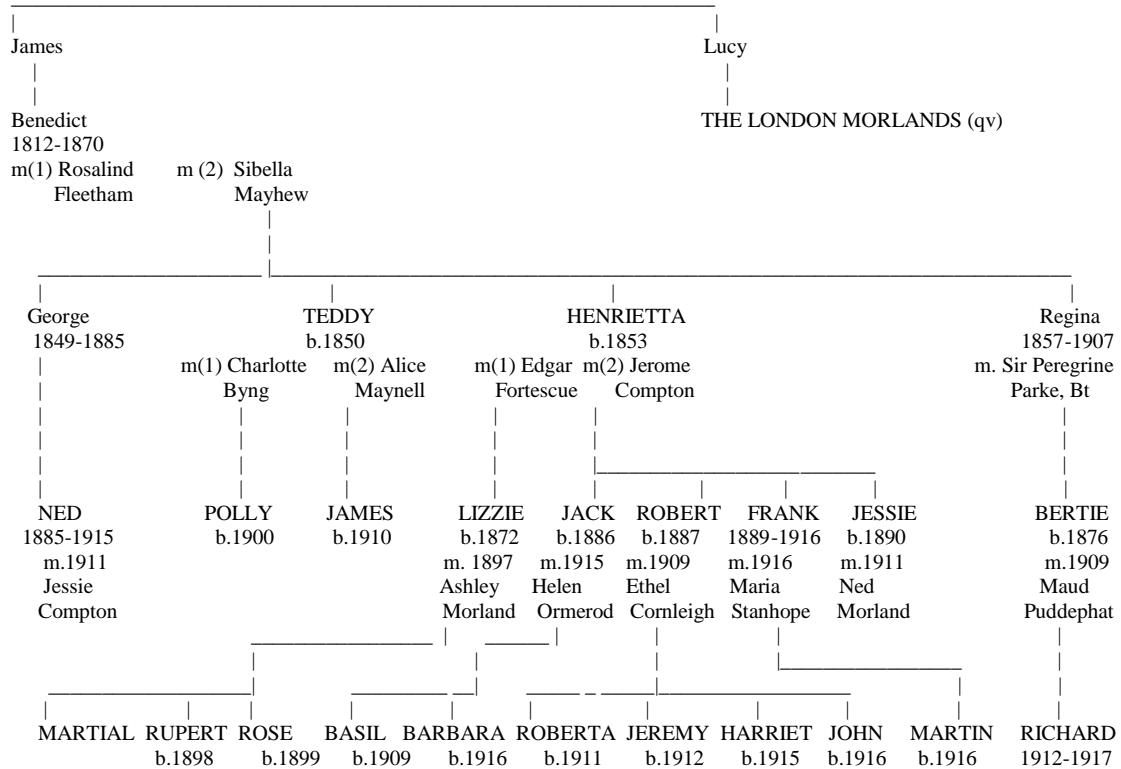 James Lucy
Benedict THE LONDON MORLANDS (qv)
1812-1870
m(1) Rosalind m (2) Sibella
Fleetham Mayhew
George TEDDY HENRIETTA Regina
1849-1885 b.1850 b.1853 1857-1907
m(1) Charlotte m(2) Alice m(1) Edgar m(2) Jerome m. Sir Peregrine
Byng Maynell Fortescue Compton Parke, Bt
NED POLLY JAMES LIZZIE JACK ROBERT FRANK JESSIE BERTIE
1885-1915 b.1900 b.1910 b.1872 b.1886 b.1887 1889-1916 b.1890 b.1876
m.1911 m. 1897 m.1915 m.1909 m.1916 m.1911 m.1909
Jessie Ashley Helen Ethel Maria Ned Maud
Compton Morland Ormerod Cornleigh Stanhope Morland Puddephat
MARTIAL RUPERT ROSE BASIL BARBARA ROBERTA JEREMY HARRIET JOHN MARTIN RICHARD
b.1898 b.1899 b.1909 b.1916 b.1911 b.1912 b.1915 b.1916 b.1916 1912-1917